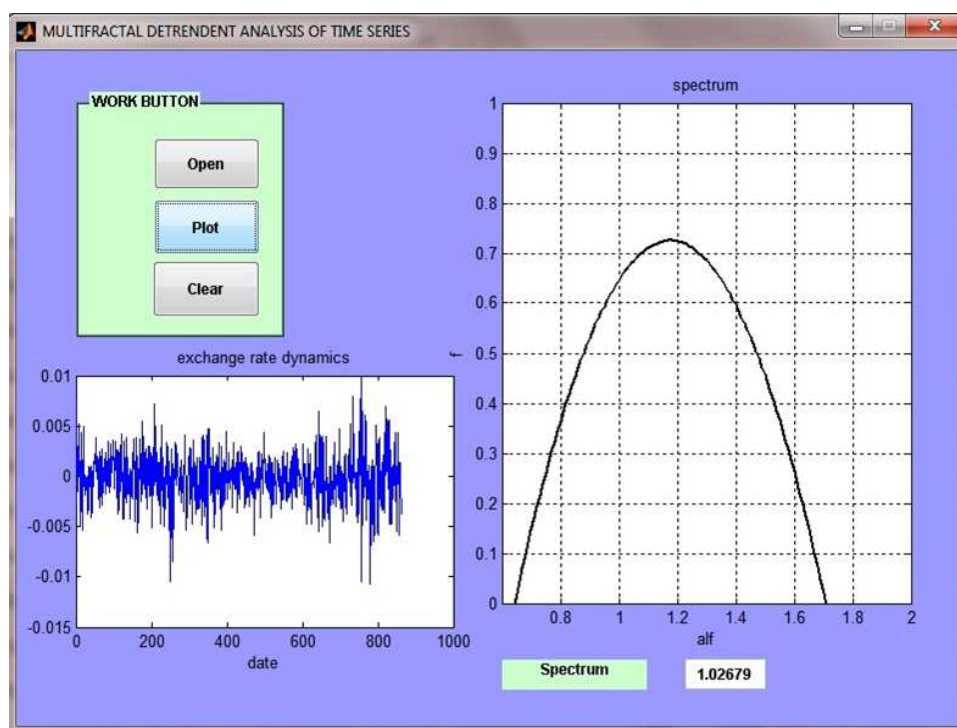 MULTIFRACTAL DETRENDENT ANALYSIS OF TIME SERIES
WORK BUTTON
Open
Plot
Clear
exchange rate dynamics
0.01
0.005
0
-0.005
-0.01
-0.015
0 200 400 600 800 1000
date
spectrum
f
1
0.9
0.8
0.7
0.6
0.5
0.4
0.3
0.2
0.1
0
0.8 1 1.2 1.4 1.6 1.8 2
alf
Spectrum
1.02679